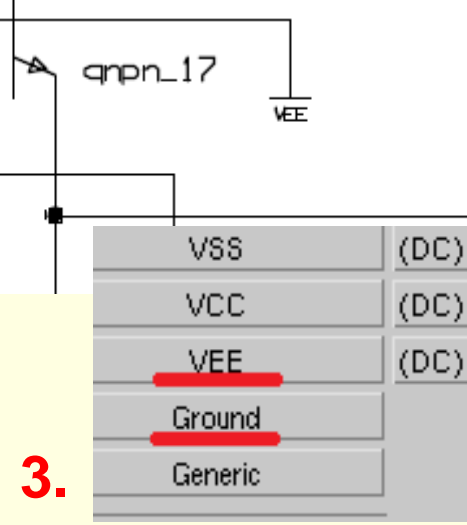 qnpn_17
VEE
VSS (DC)
VCC (DC)
VEE (DC)
Ground
Generic
3.